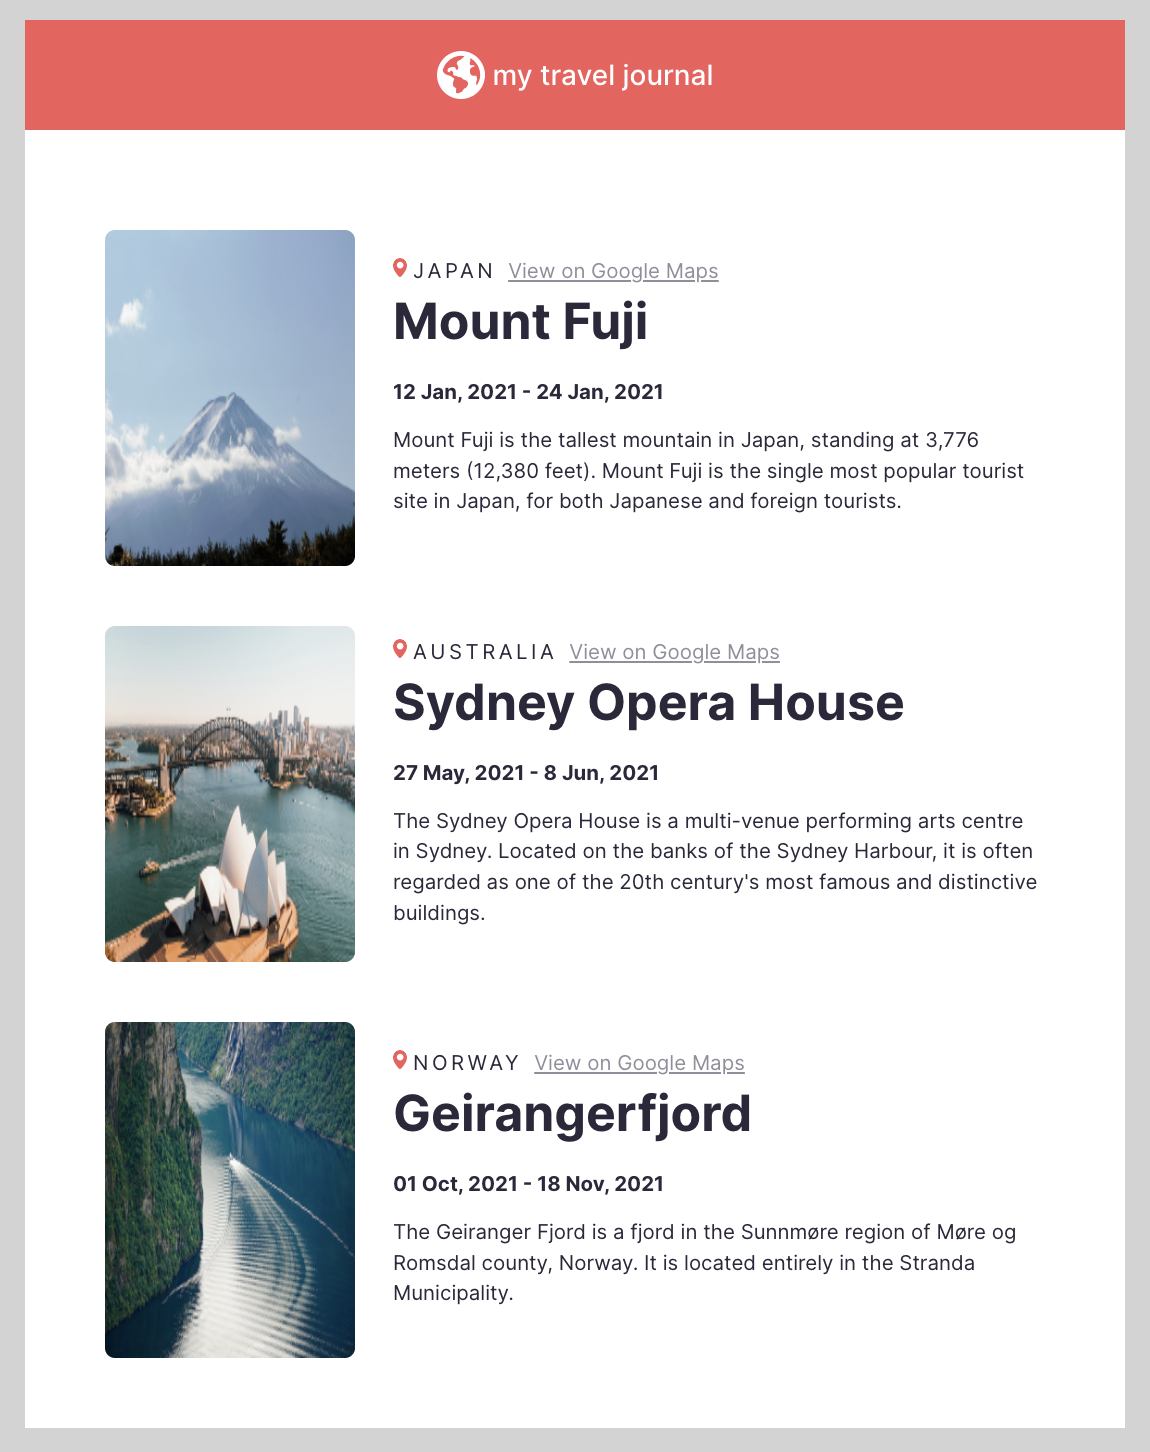 my travel journal
JAPAN View on Google Maps
Mount Fuji
12 Jan, 2021 - 24 Jan, 2021
Mount Fuji is the tallest mountain in Japan, standing at 3,776
meters (12,380 feet). Mount Fuji is the single most popular tourist
site in Japan, for both Japanese and foreign tourists.
AUSTRALIA View on Google Maps
Sydney Opera House
27 May, 2021 - 8 Jun, 2021
The Sydney Opera House is a multi-venue performing arts centre
in Sydney. Located on the banks of the Sydney Harbour, it is often
regarded as one of the 20th century's most famous and distinctive
buildings.
NORWAY View on Google Maps
Geirangerfjord
01 Oct, 2021 - 18 Nov, 2021
The Geiranger Fjord is a fjord in the Sunnmøre region of Møre og
Romsdal county, Norway. It is located entirely in the Stranda
Municipality.